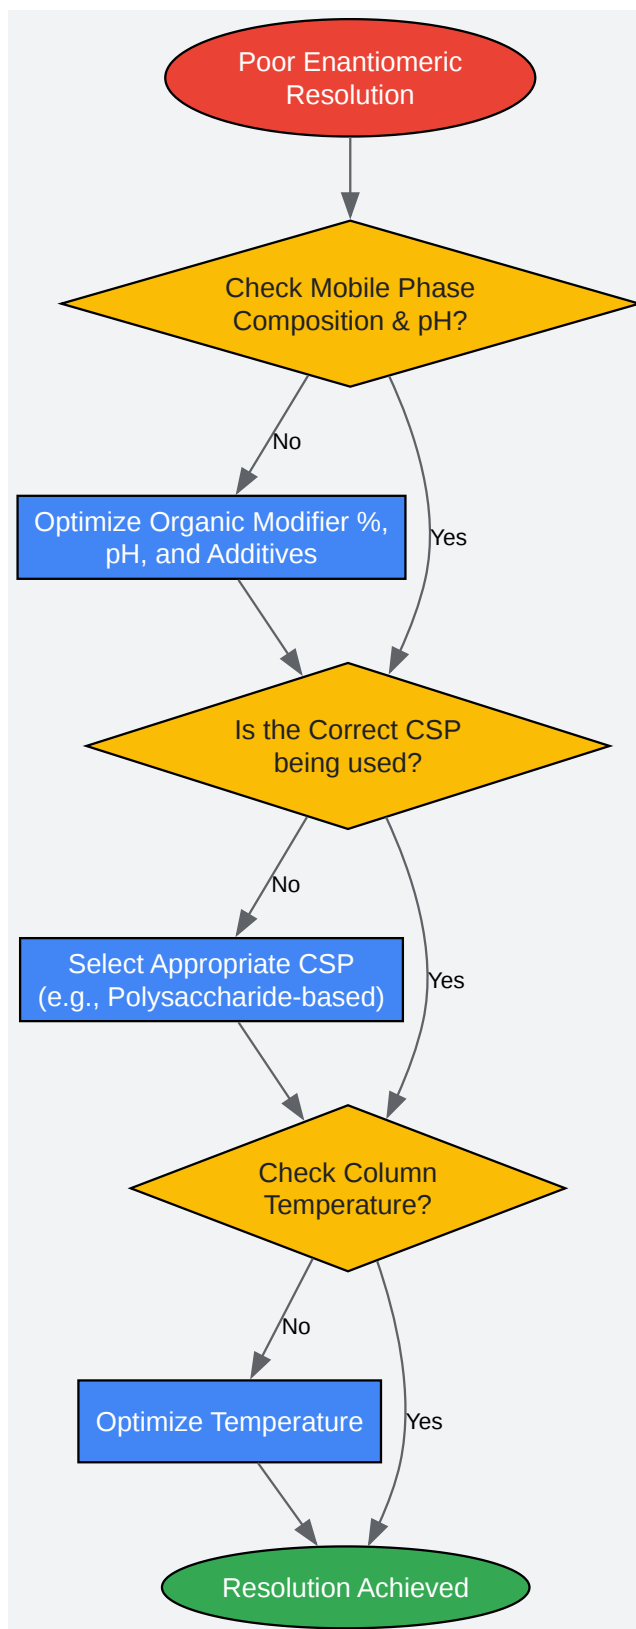 Poor Enantiomeric
Resolution
Check Mobile Phase
Composition & pH?
No
Optimize Organic Modifier %,
pH, and Additives
Yes
Is the Correct CSP
being used?
No
Select Appropriate CSP
(e.g., Polysaccharide-based)
Yes
Check Column
Temperature?
No
Optimize Temperature
Yes
Resolution Achieved